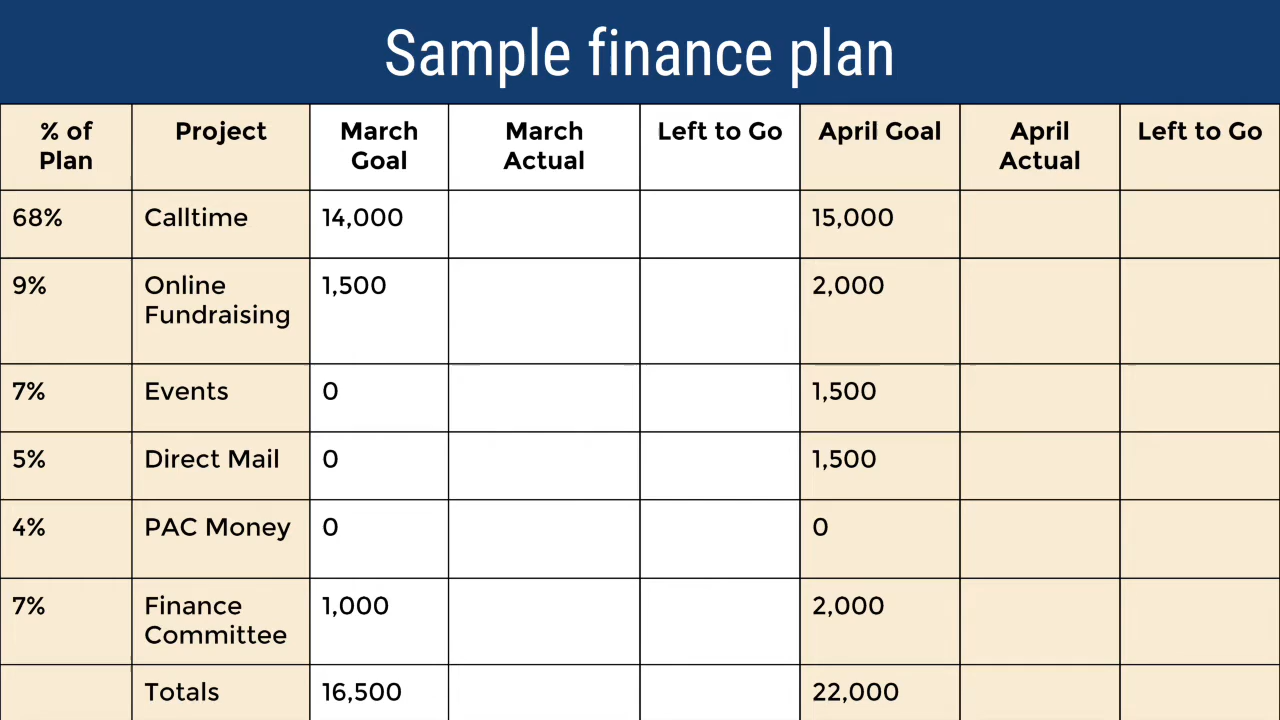 Sample finance plan
% of Plan Project March Goal March Actual Left to Go April Goal April Actual Left to Go
68% Calltime 14,000 15,000
9% Online Fundraising 1,500 2,000
7% Events 0 1,500
5% Direct Mail 0 1,500
4% PAC Money 0 0
7% Finance Committee 1,000 2,000
Totals 16,500 22,000